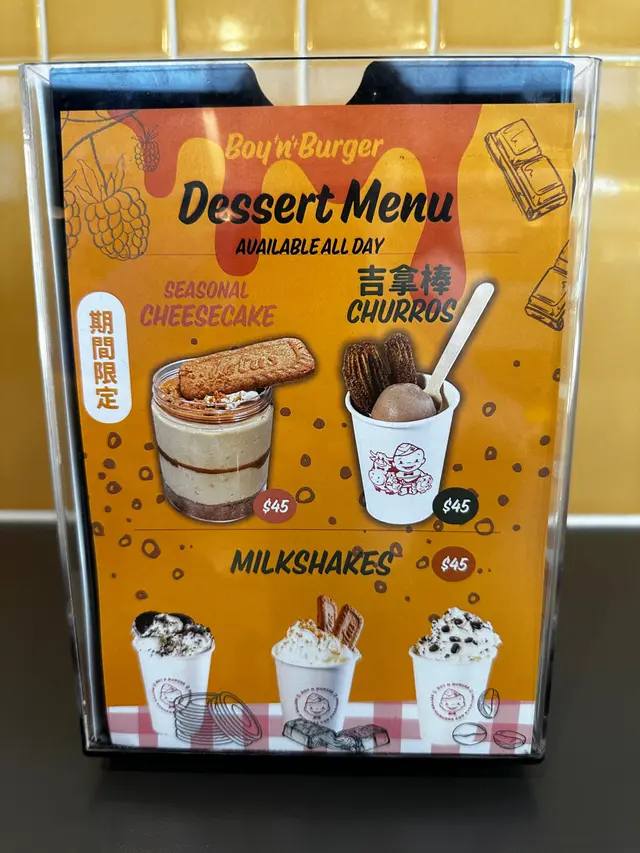 Boy'n'Burger
Dessert Menu
AVAILABLE ALL DAY
SEASONAL
CHEESECAKE
吉拿棒
CHURROS
期間限定
Lotus
$45
$45
MILKSHAKES
$45